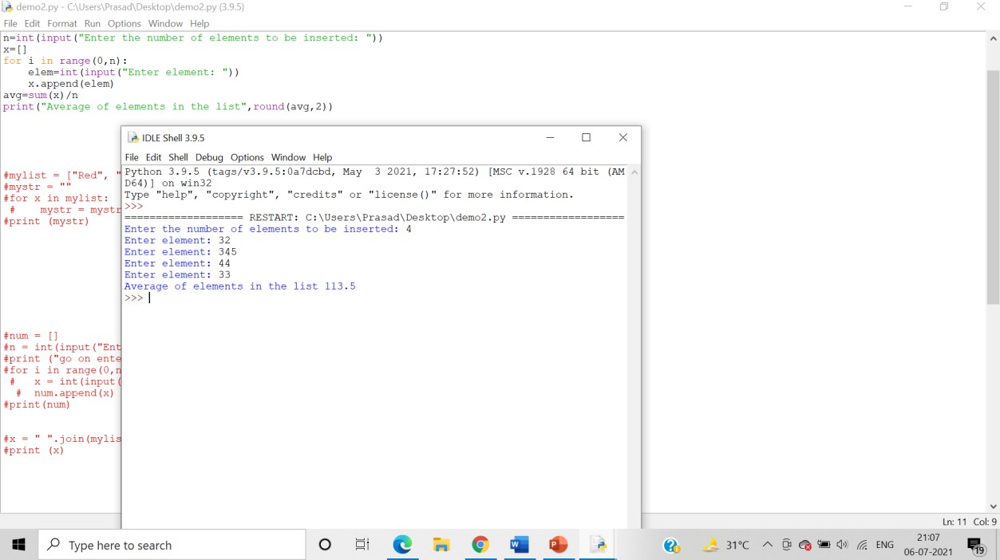 demo2.py - C:\Users\Prasad\Desktop\demo2.py (3.9.5)
File Edit Format Run Options Window Help
n=int(input("Enter the number of elements to be inserted: "))
x=[]
for i in range(0,n):
    elem=int(input("Enter element: "))
    x.append(elem)
avg=sum(x)/n
print("Average of elements in the list",round(avg,2))
#mylist = ["Red", "
#mystr = ""
#for x in mylist:
 #    mystr = mystr
#print (mystr)
#num = []
#n = int(input("Ent
#print ("go on ente
#for i in range(0,n
 #   x = int(input(
  #  num.append(x)
#print(num)
#x = " ".join(mylis
#print (x)
IDLE Shell 3.9.5
File Edit Shell Debug Options Window Help
Python 3.9.5 (tags/v3.9.5:0a7dcbd, May  3 2021, 17:27:52) [MSC v.1928 64 bit (AM
D64)] on win32
Type "help", "copyright", "credits" or "license()" for more information.
>>>
=================== RESTART: C:\Users\Prasad\Desktop\demo2.py ==================
Enter the number of elements to be inserted: 4
Enter element: 32
Enter element: 345
Enter element: 44
Enter element: 33
Average of elements in the list 113.5
>>>
Ln: 11 Col: 9
Type here to search
31°C
ENG
21:07
06-07-2021
19